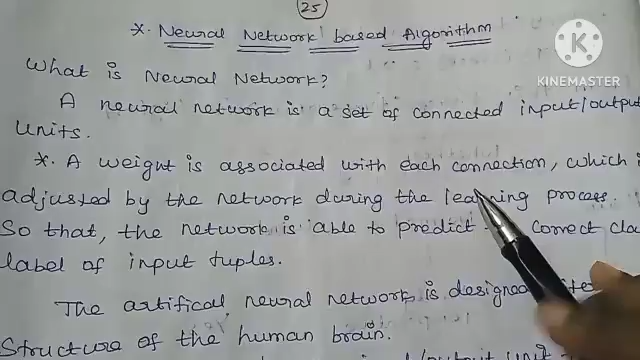 25
*. Neural Network based Algorithm
KINEMASTER
What is Neural Network?
A neural network is a set of connected input/output
units.
*. A weight is associated with each connection, which
adjusted by the network during the learning process.
So that, the network is able to predict correct
label of input tuples.
The artifical neural network is designed
Structure of the human brain.